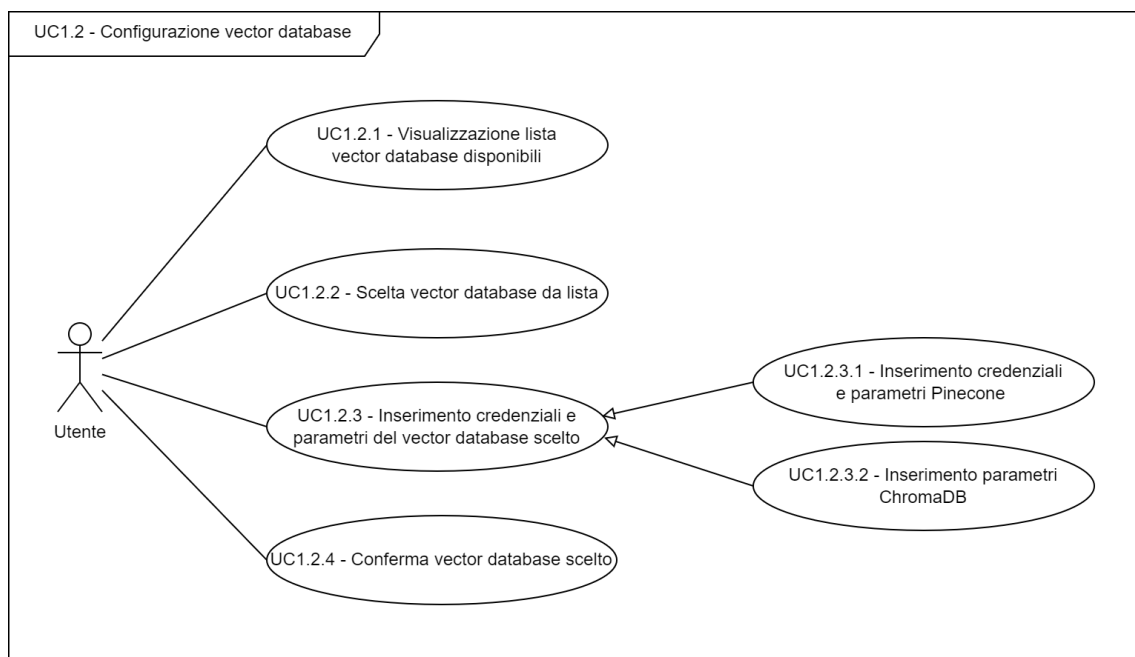 UC1.2 - Configurazione vector database
UC1.2.1 - Visualizzazione lista
vector database disponibili
UC1.2.2 - Scelta vector database da lista
UC1.2.3 - Inserimento credenziali e
parametri del vector database scelto
UC1.2.3.1 - Inserimento credenziali
e parametri Pinecone
UC1.2.3.2 - Inserimento parametri
ChromaDB
UC1.2.4 - Conferma vector database scelto
Utente